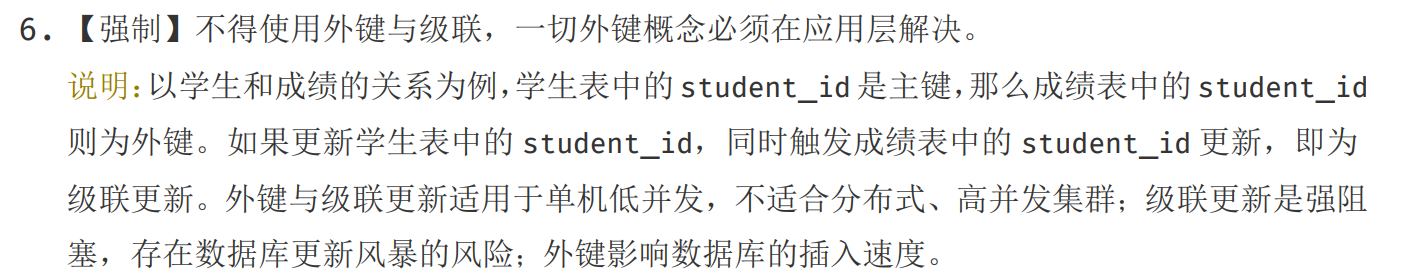 6. 【强制】不得使用外键与级联，一切外键概念必须在应用层解决。
说明：以学生和成绩的关系为例，学生表中的 student_id 是主键，那么成绩表中的 student_id
则为外键。如果更新学生表中的 student_id，同时触发成绩表中的 student_id 更新，即为
级联更新。外键与级联更新适用于单机低并发，不适合分布式、高并发集群；级联更新是强阻
塞，存在数据库更新风暴的风险；外键影响数据库的插入速度。